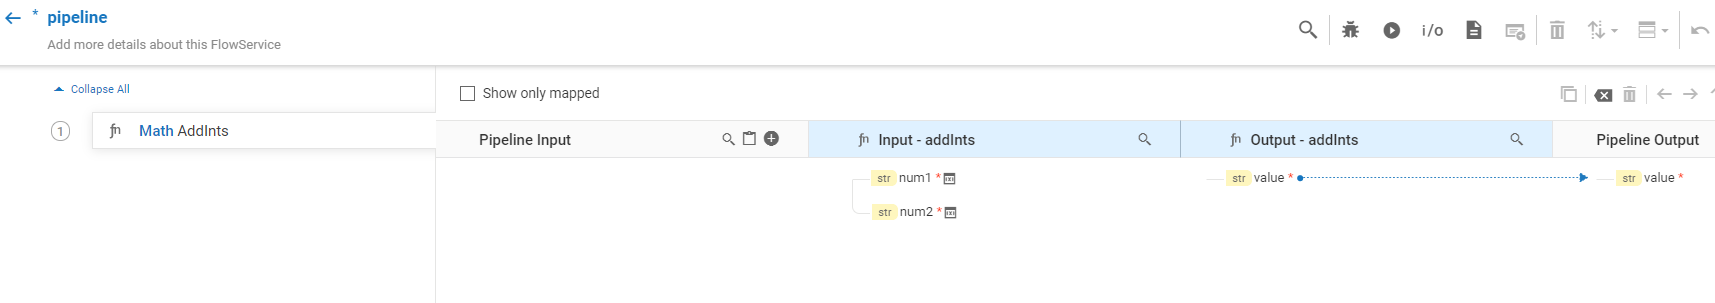 * pipeline
Add more details about this FlowService
i/o
Collapse All
Show only mapped
1 fn Math AddInts
Pipeline Input
fn Input - addInts
fn Output - addInts
Pipeline Output
str num1 *
str value *
str value *
str num2 *